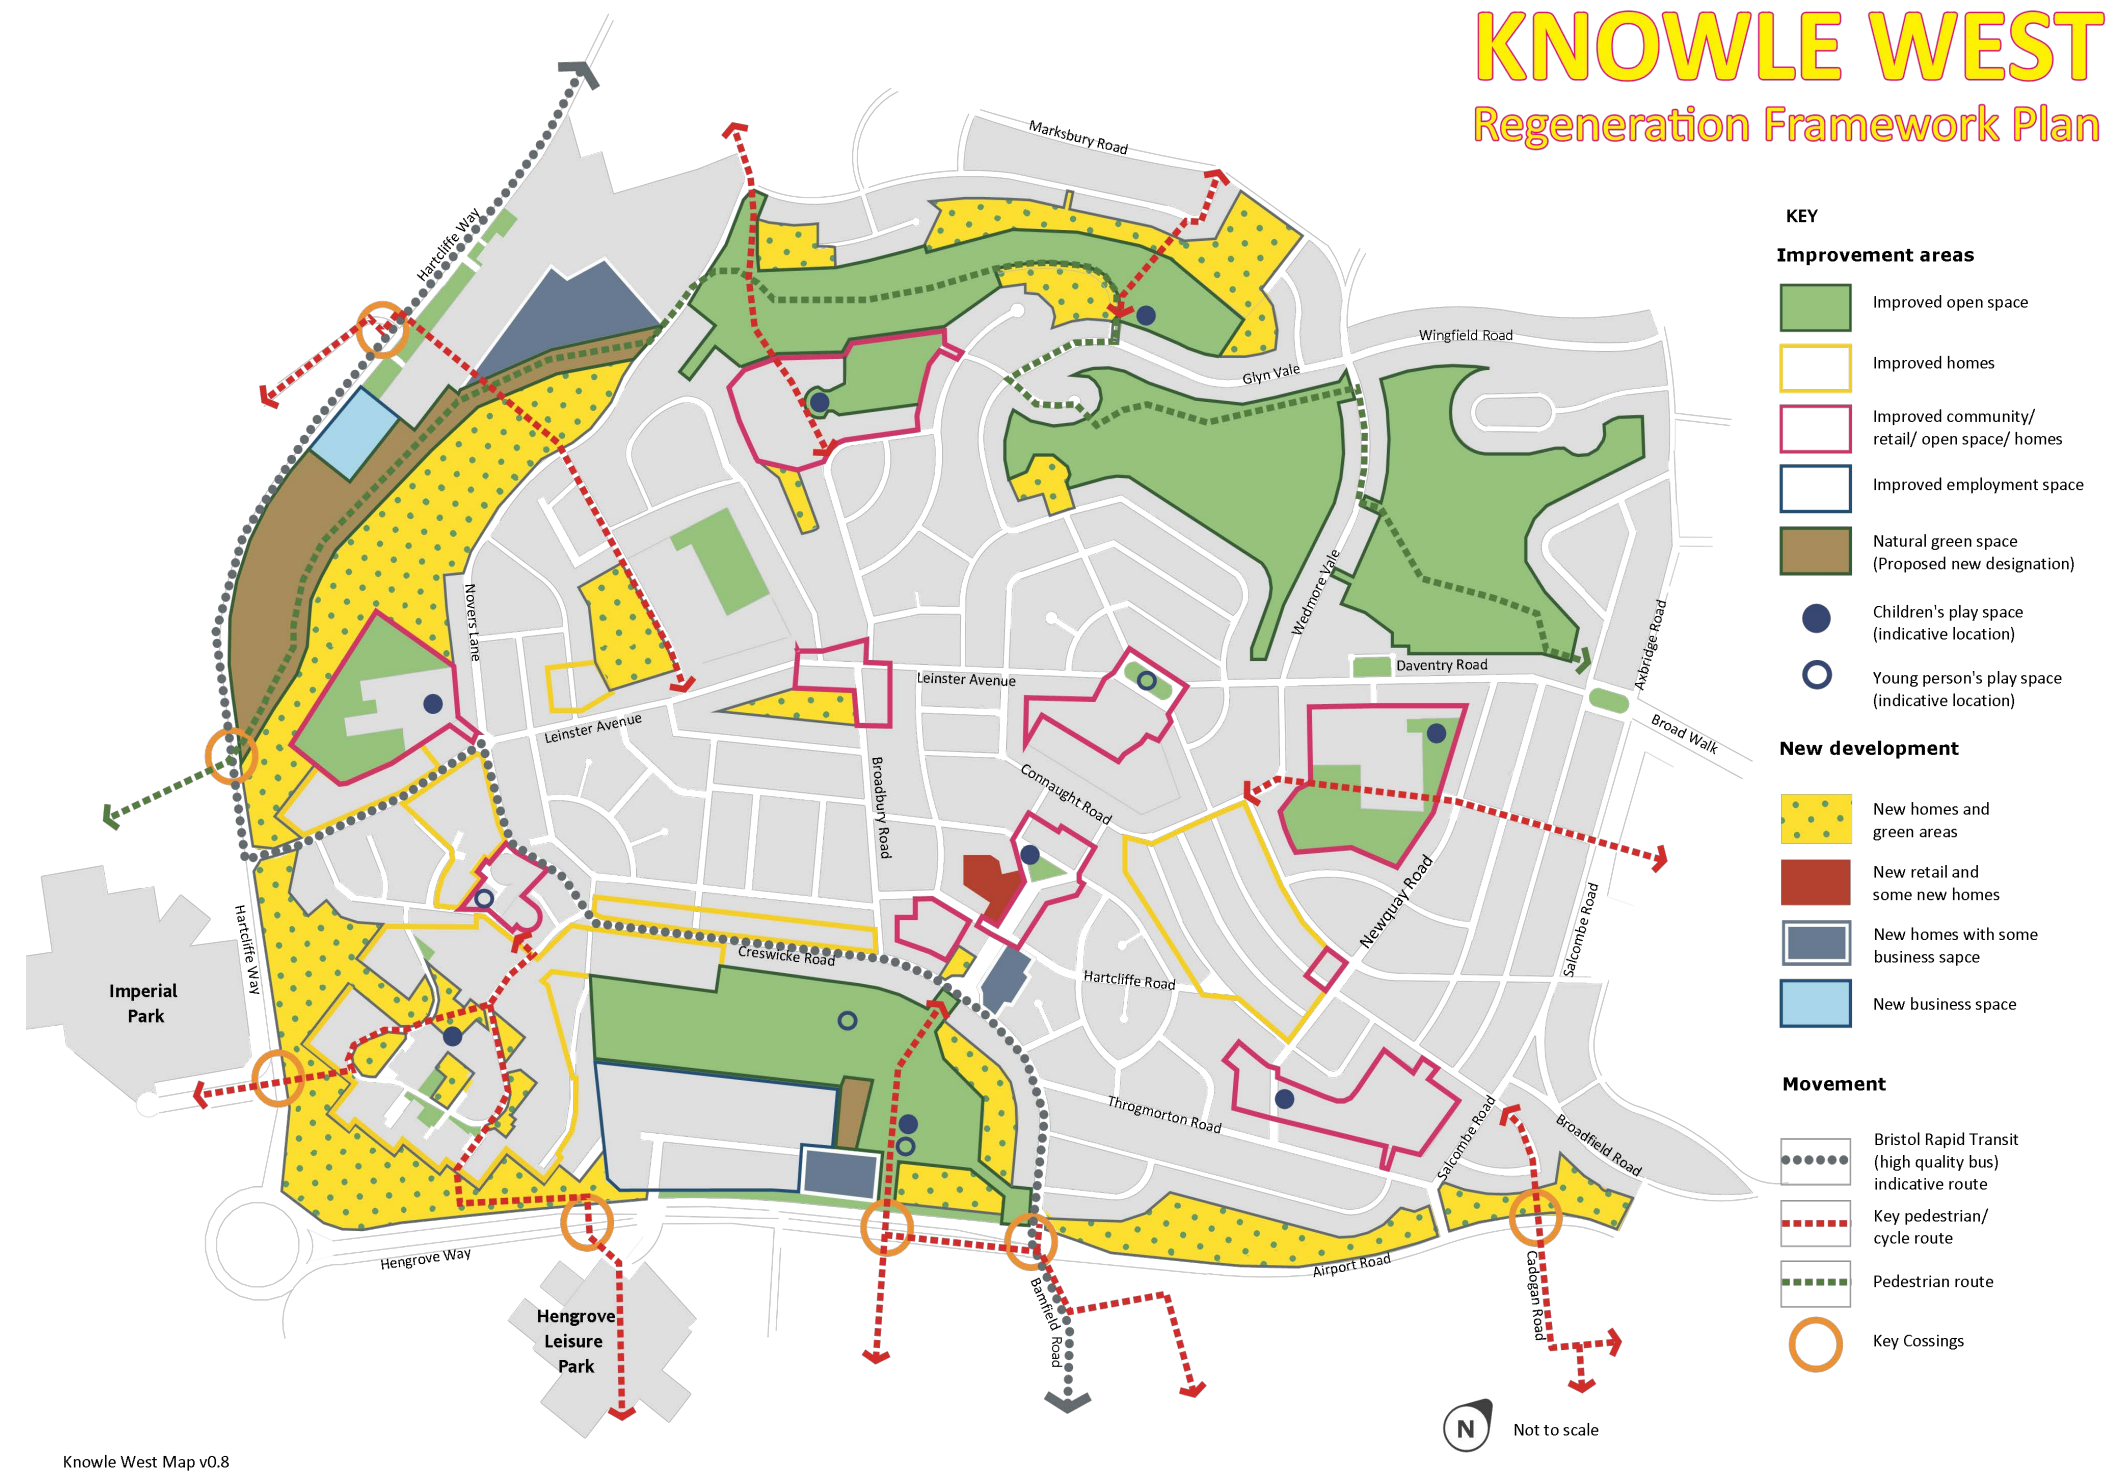 KNOWLE WEST
Regeneration Framework Plan
Marksbury Road
Hartcliffe Way
Wingfield Road
Glyn Vale
Wedmore Vale
Novers Lane
Axbridge Road
Daventry Road
Leinster Avenue
Leinster Avenue
Broad Walk
Connaught Road
Broadbury Road
Newquay Road
Salcombe Road
Hartcliffe Way
Creswicke Road
Hartcliffe Road
Imperial
Park
Throgmorton Road
Salcombe Road
Broadfield Road
Hengrove Way
Airport Road
Cadogan Road
Bamfield Road
Hengrove
Leisure
Park
KEY
Improvement areas
Improved open space
Improved homes
Improved community/
retail/ open space/ homes
Improved employment space
Natural green space
(Proposed new designation)
Children's play space
(indicative location)
Young person's play space
(indicative location)
New development
New homes and
green areas
New retail and
some new homes
New homes with some
business sapce
New business space
Movement
Bristol Rapid Transit
(high quality bus)
indicative route
Key pedestrian/
cycle route
Pedestrian route
Key Cossings
N
Not to scale
Knowle West Map v0.8